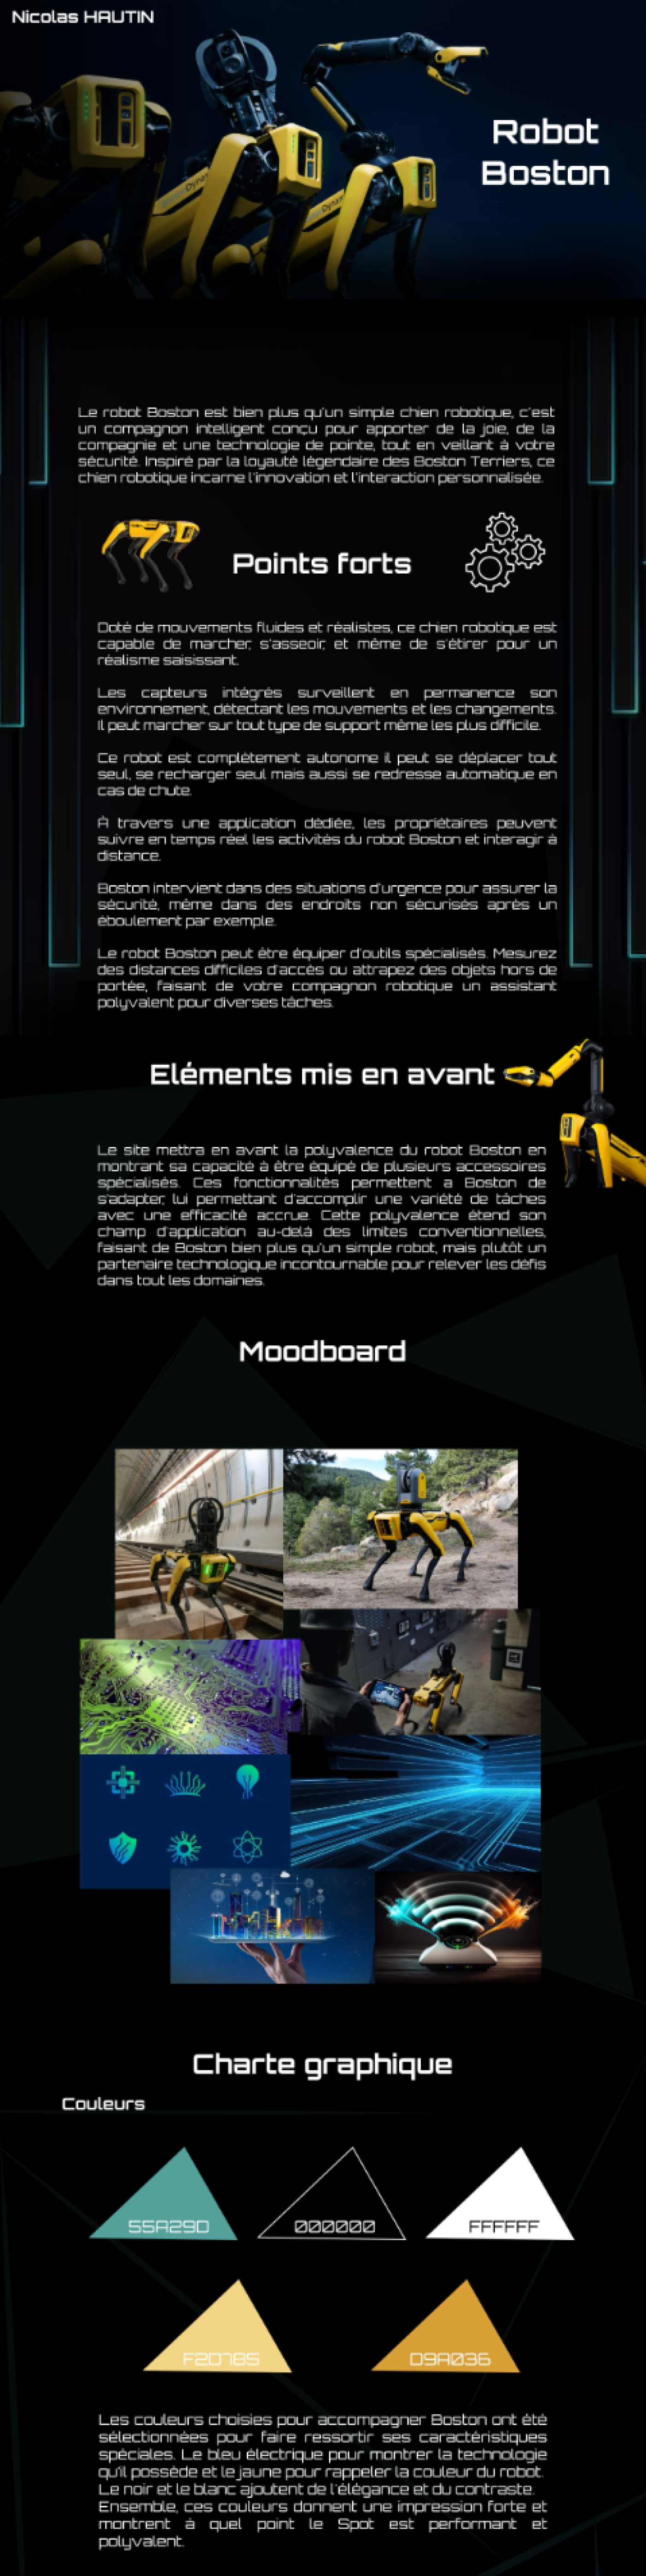 Nicolas HAUTIN
Robot
Boston
Le robot Boston est bien plus qu'un simple chien robotique, c'est
un compagnon intelligent conçu pour apporter de la joie, de la
compagnie et une technologie de pointe, tout en veillant à votre
sécurité. Inspiré par la loyauté légendaire des Boston Terriers, ce
chien robotique incarne l'innovation et l'interaction personnalisée.
Points forts
Doté de mouvements fluides et réalistes, ce chien robotique est
capable de marcher, s'asseoir, et même de s'étirer pour un
réalisme saisissant.
Les capteurs intégrés surveillent en permanence son
environnement, détectant les mouvements et les changements.
Il peut marcher sur tout type de support même les plus difficile.
Ce robot est complètement autonome il peut se déplacer tout
seul, se recharger seul mais aussi se redresse automatique en
cas de chute.
À travers une application dédiée, les propriétaires peuvent
suivre en temps réel les activités du robot Boston et interagir à
distance.
Boston intervient dans des situations d'urgence pour assurer la
sécurité, même dans des endroits non sécurisés après un
éboulement par exemple.
Le robot Boston peut être équiper d'outils spécialisés. Mesurez
des distances difficiles d'accès ou attrapez des objets hors de
portée, faisant de votre compagnon robotique un assistant
polyvalent pour diverses tâches.
Eléments mis en avant
Le site mettra en avant la polyvalence du robot Boston en
montrant sa capacité à être équipé de plusieurs accessoires
spécialisés. Ces fonctionnalités permettent a Boston de
s'adapter, lui permettant d'accomplir une variété de tâches
avec une efficacité accrue. Cette polyvalence étend son
champ d'application au-delà des limites conventionnelles,
faisant de Boston bien plus qu'un simple robot, mais plutôt un
partenaire technologique incontournable pour relever les défis
dans tout les domaines.
Moodboard
Charte graphique
Couleurs
55A29D
000000
FFFFFF
F2D785
D9A036
Les couleurs choisies pour accompagner Boston ont été
sélectionnées pour faire ressortir ses caractéristiques
spéciales. Le bleu électrique pour montrer la technologie
qu'il possède et le jaune pour rappeler la couleur du robot.
Le noir et le blanc ajoutent de l'élégance et du contraste.
Ensemble, ces couleurs donnent une impression forte et
montrent à quel point le Spot est performant et
polyvalent.